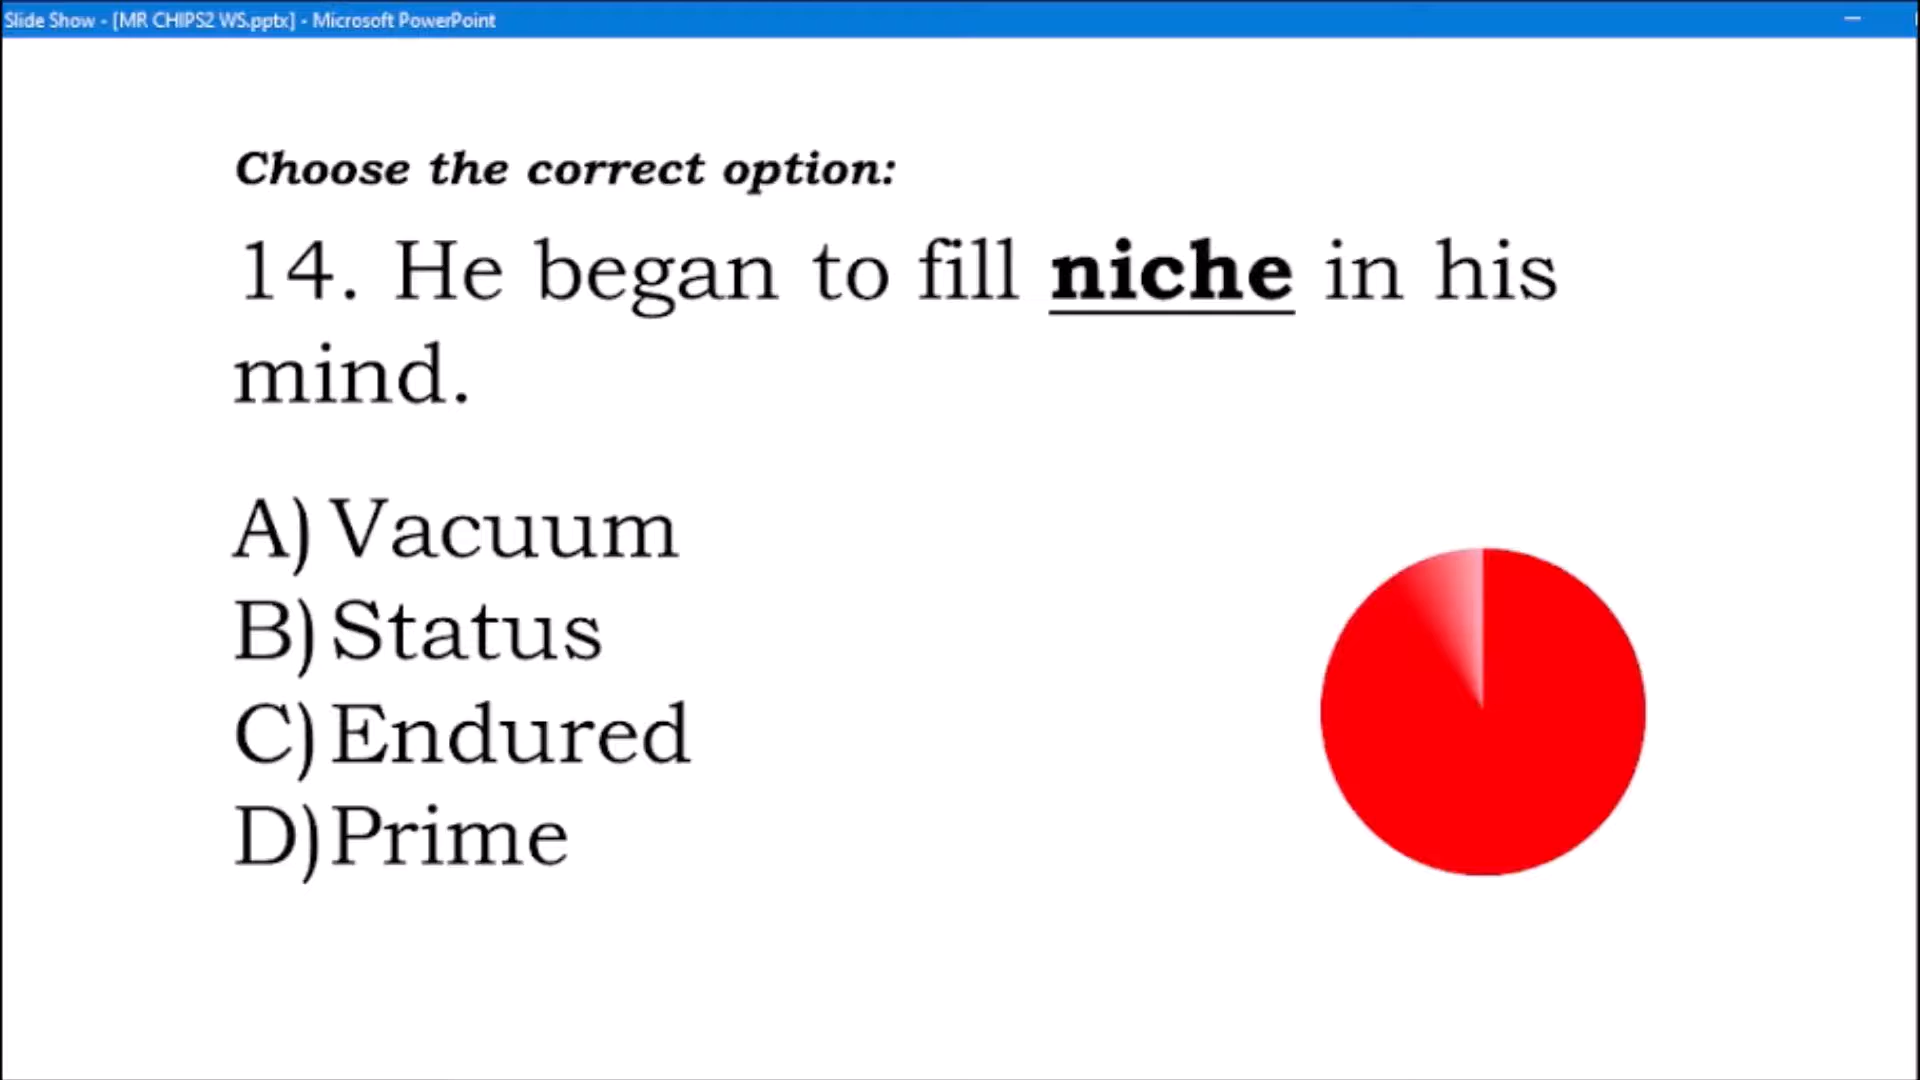 Slide Show - [MR CHIPS2 WS.pptx] - Microsoft PowerPoint
Choose the correct option:
14. He began to fill niche in his
mind.
A) Vacuum
B) Status
C) Endured
D) Prime